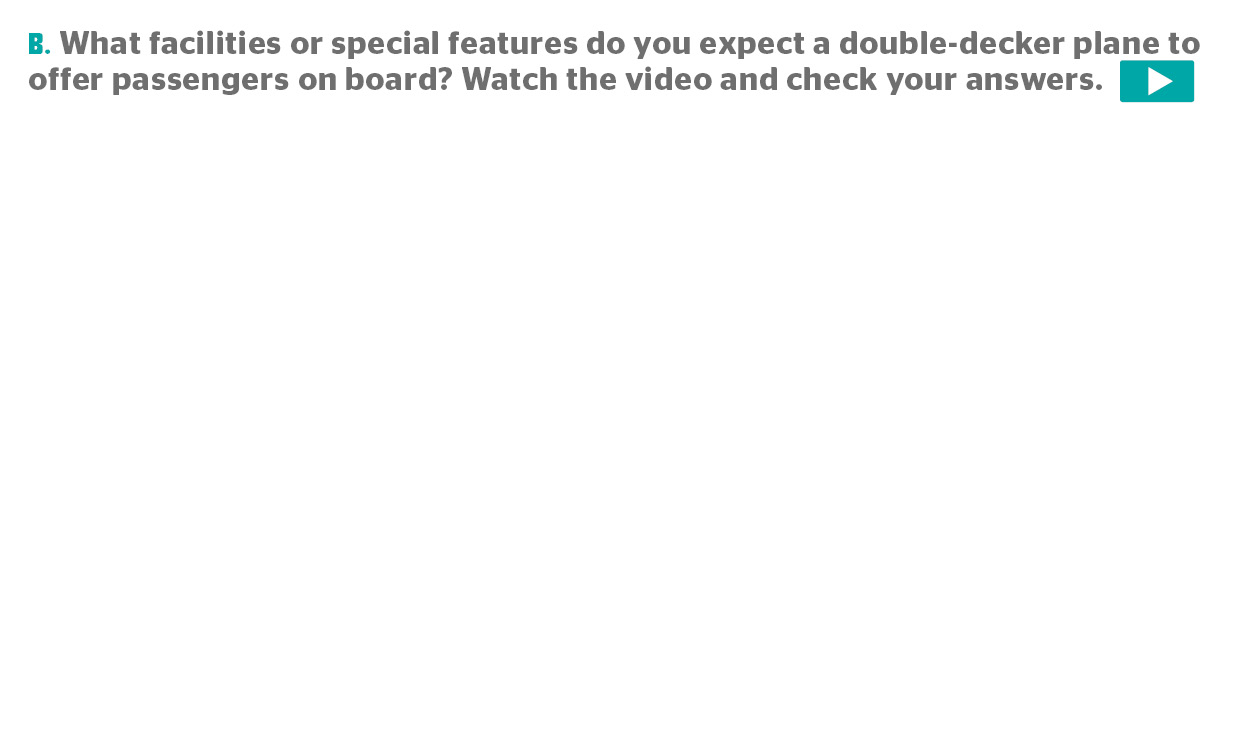 B. What facilities or special features do you expect a double-decker plane to
offer passengers on board? Watch the video and check your answers.